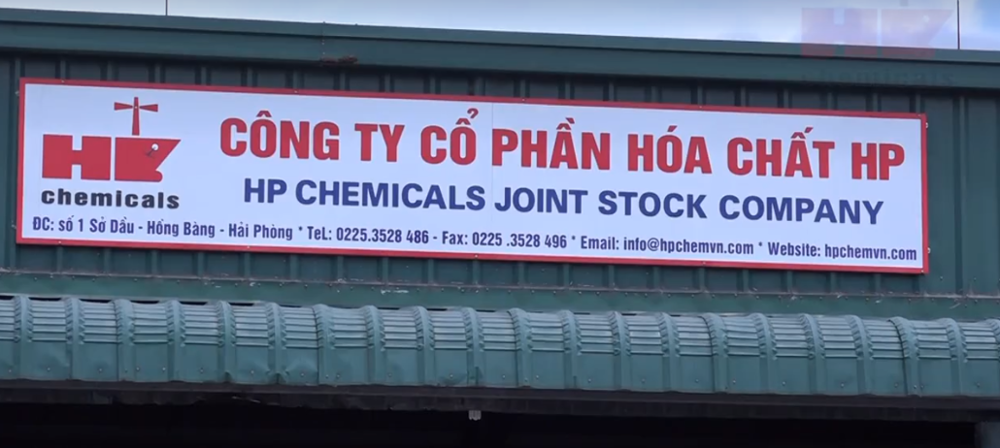 HP
chemicals
HP
chemicals
CÔNG TY CỔ PHẦN HÓA CHẤT HP
HP CHEMICALS JOINT STOCK COMPANY
ĐC: số 1 Sở Dầu - Hồng Bàng - Hải Phòng * Tel: 0225.3528 486 - Fax: 0225 .3528 496 * Email: info@hpchemvn.com * Website: hpchemvn.com